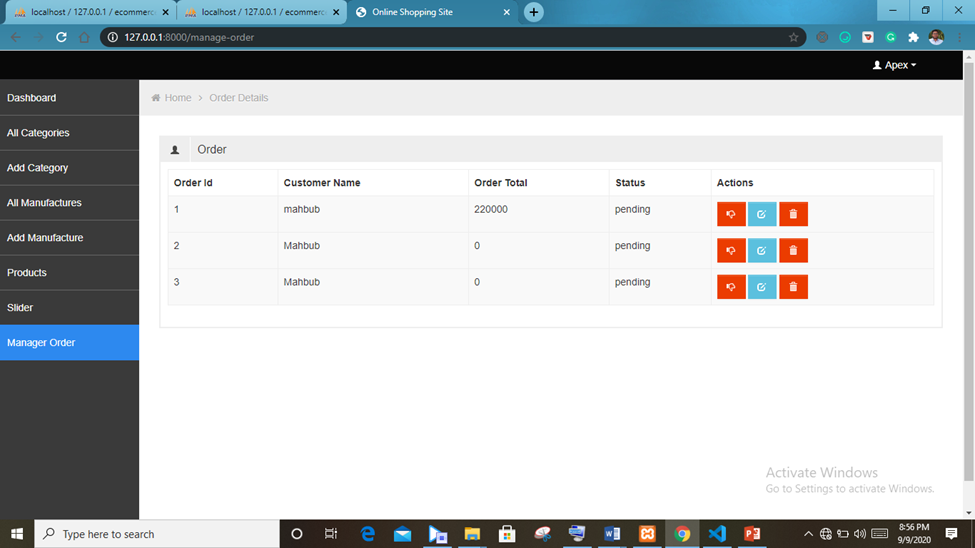 localhost / 127.0.0.1 / ecommerc
localhost / 127.0.0.1 / ecommerc
Online Shopping Site
127.0.0.1:8000/manage-order
Apex
Dashboard
All Categories
Add Category
All Manufactures
Add Manufacture
Products
Slider
Manager Order
Home > Order Details
Order
Order Id Customer Name Order Total Status Actions
1 mahbub 220000 pending
2 Mahbub 0 pending
3 Mahbub 0 pending
Activate Windows
Go to Settings to activate Windows.
Type here to search
8:56 PM
9/9/2020